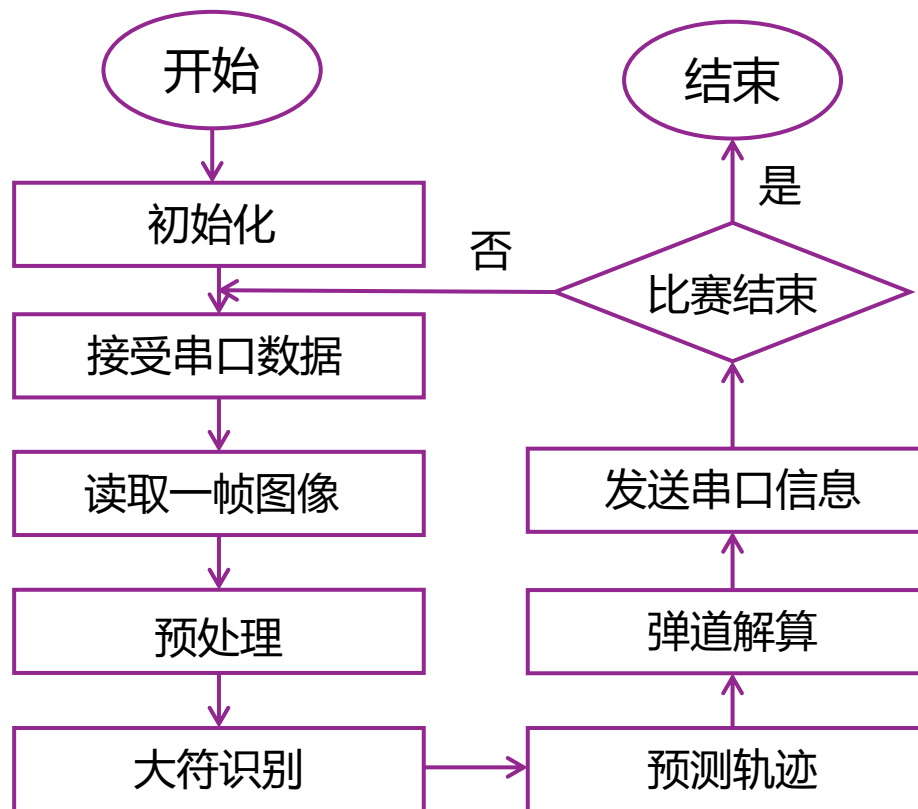 开始
初始化
接受串口数据
读取一帧图像
预处理
大符识别
预测轨迹
弹道解算
发送串口信息
比赛结束
否
是
结束